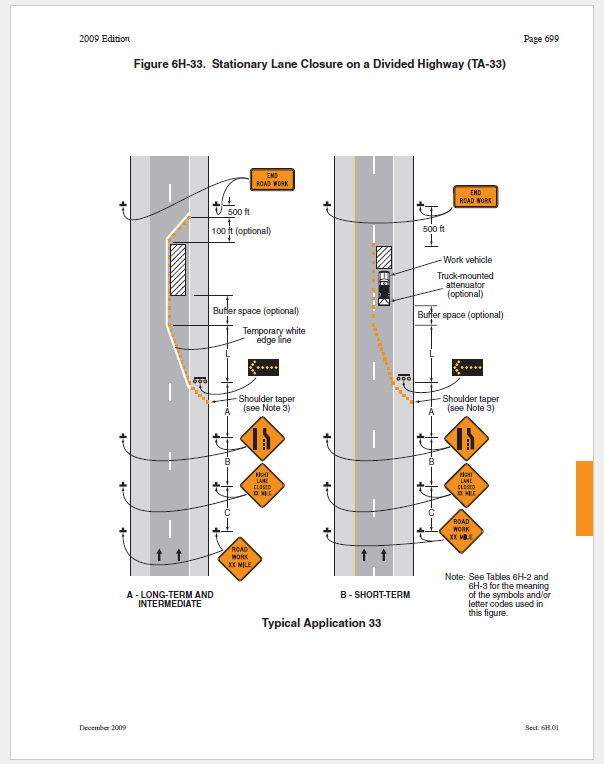 2009 Edition
Page 699
Figure 6H-33. Stationary Lane Closure on a Divided Highway (TA-33)
END
ROAD WORK
500 ft
100 ft (optional)
Buffer space (optional)
Temporary white
edge line
L
Shoulder taper
(see Note 3)
A
B
RIGHT
LANE
CLOSED
XX MILE
C
ROAD
WORK
XX MILE
A - LONG-TERM AND
INTERMEDIATE
END
ROAD WORK
500 ft
Work vehicle
Truck-mounted
attenuator
(optional)
Buffer space (optional)
L
Shoulder taper
(see Note 3)
A
B
RIGHT
LANE
CLOSED
XX MILE
C
ROAD
WORK
XX MILE
B - SHORT-TERM
Note: See Tables 6H-2 and
6H-3 for the meaning
of the symbols and/or
letter codes used in
this figure.
Typical Application 33
December 2009
Sect. 6H.01